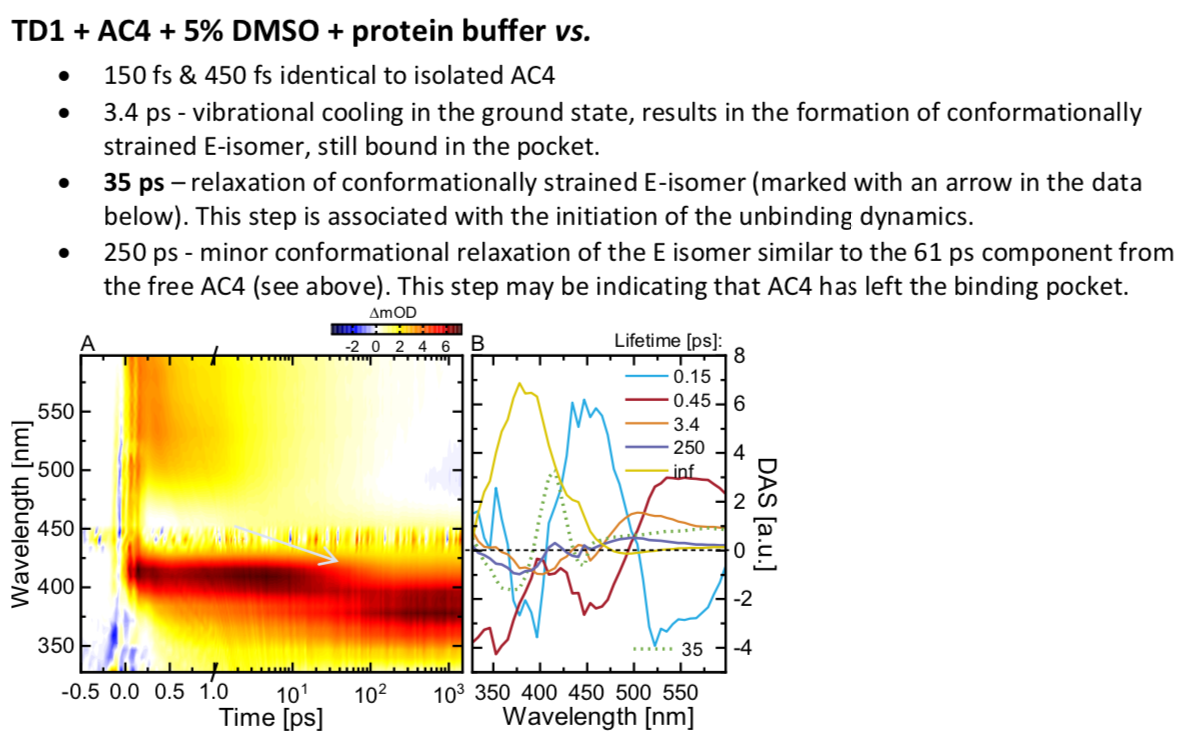 TD1 + AC4 + 5% DMSO + protein buffer vs.
• 150 fs & 450 fs identical to isolated AC4
• 3.4 ps - vibrational cooling in the ground state, results in the formation of conformationally
strained E-isomer, still bound in the pocket.
• 35 ps – relaxation of conformationally strained E-isomer (marked with an arrow in the data
below). This step is associated with the initiation of the unbinding dynamics.
• 250 ps - minor conformational relaxation of the E isomer similar to the 61 ps component from
the free AC4 (see above). This step may be indicating that AC4 has left the binding pocket.
A
ΔmOD
-2 0 2 4 6
Wavelength [nm]
550
500
450
400
350
-0.5 0.0 0.5 1.0 10¹ 10² 10³
Time [ps]
B
Lifetime [ps]:
0.15
0.45
3.4
250
inf
35
8
6
4
2
0
-2
-4
DAS [a.u.]
350 400 450 500 550
Wavelength [nm]